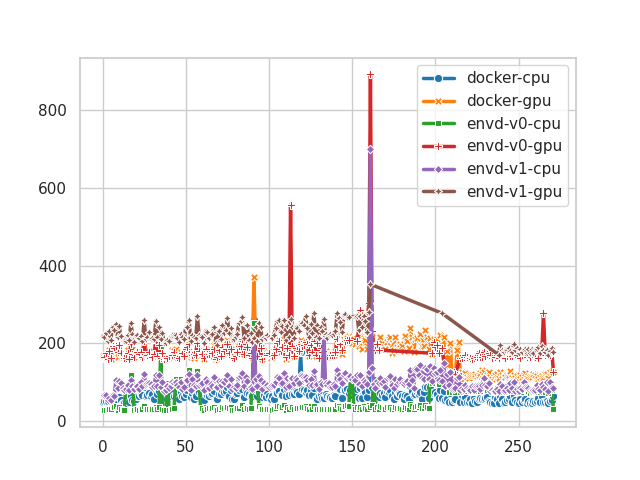 docker-cpu
docker-gpu
envd-v0-cpu
envd-v0-gpu
envd-v1-cpu
envd-v1-gpu
800
600
400
200
0
0 50 100 150 200 250